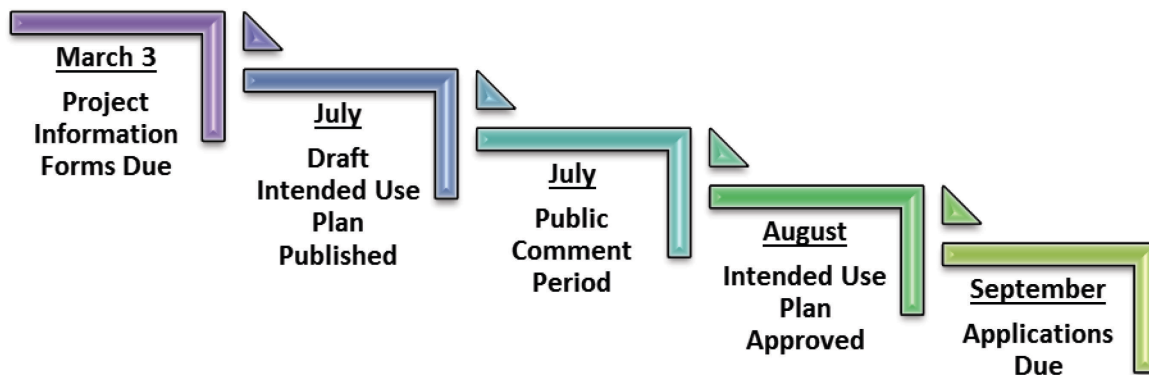 March 3
Project
Information
Forms Due
July
Draft
Intended Use
Plan
Published
July
Public
Comment
Period
August
Intended Use
Plan
Approved
September
Applications
Due